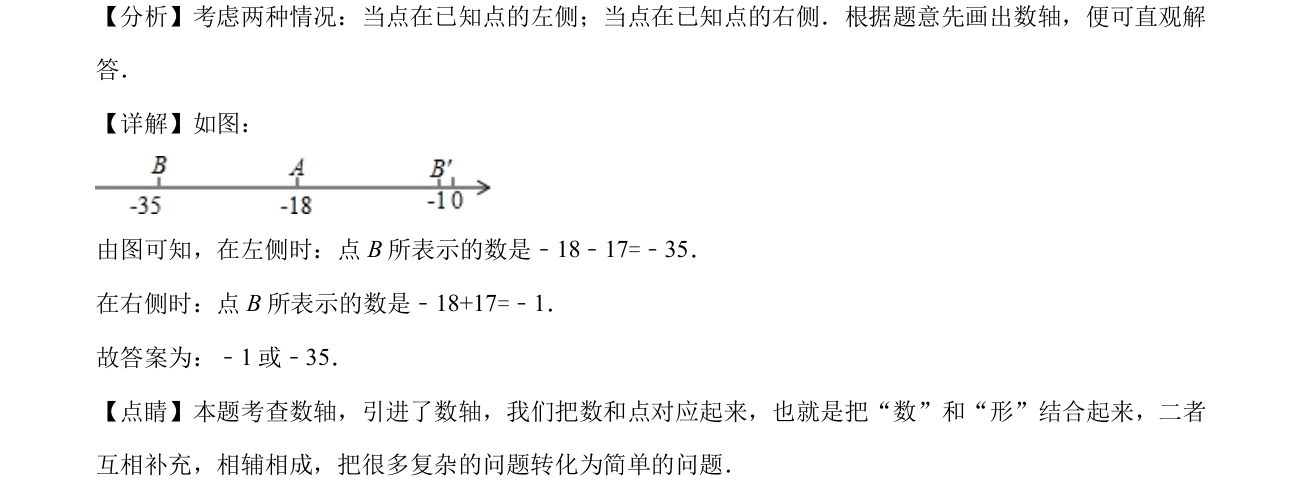 【分析】考虑两种情况：当点在已知点的左侧；当点在已知点的右侧．根据题意先画出数轴，便可直观解
答．
【详解】如图：
B A B′
-35 -18 -1 0
由图可知，在左侧时：点 B 所表示的数是﹣18﹣17=﹣35．
在右侧时：点 B 所表示的数是﹣18+17=﹣1．
故答案为：﹣1 或﹣35．
【点睛】本题考查数轴，引进了数轴，我们把数和点对应起来，也就是把“数”和“形”结合起来，二者
互相补充，相辅相成，把很多复杂的问题转化为简单的问题．